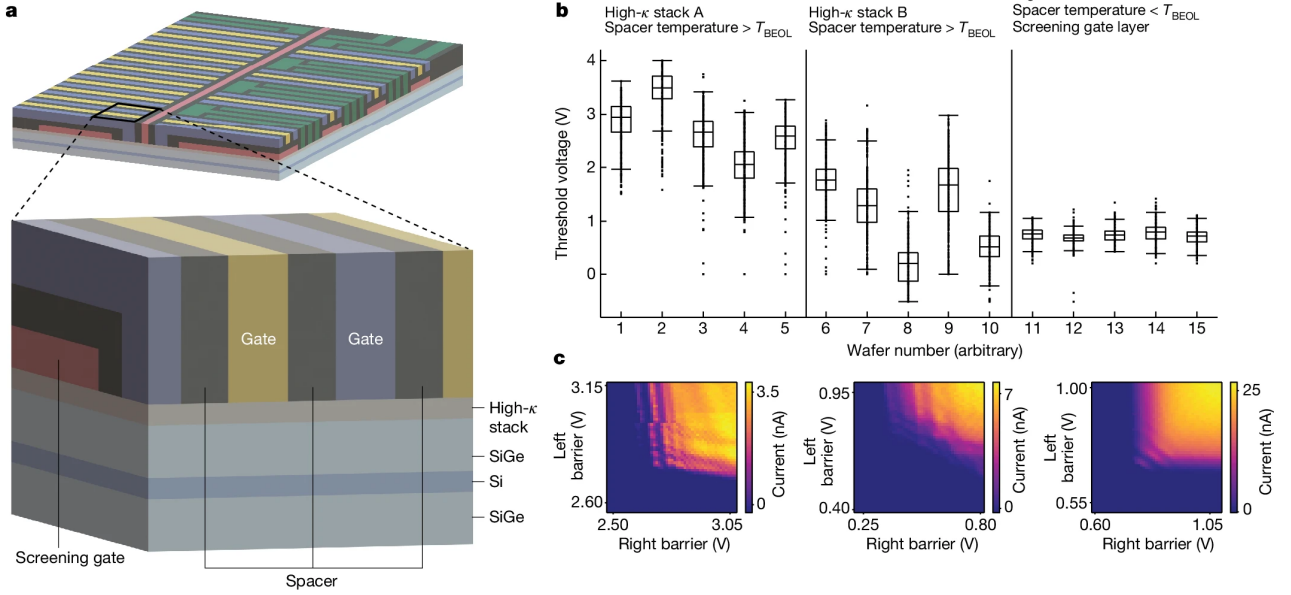 a
Gate
Gate
High-κ
stack
SiGe
Si
SiGe
Screening gate
Spacer
b
High-κ stack A
Spacer temperature > T_BEOL
High-κ stack B
Spacer temperature > T_BEOL
Spacer temperature < T_BEOL
Screening gate layer
Threshold voltage (V)
4
3
2
1
0
1 2 3 4 5 6 7 8 9 10 11 12 13 14 15
Wafer number (arbitrary)
c
3.15
Left
barrier (V)
2.60
2.50 3.05
Right barrier (V)
3.5
Current (nA)
0
0.95
Left
barrier (V)
0.40
0.25 0.80
Right barrier (V)
7
Current (nA)
0
1.00
Left
barrier (V)
0.55
0.60 1.05
Right barrier (V)
25
Current (nA)
0